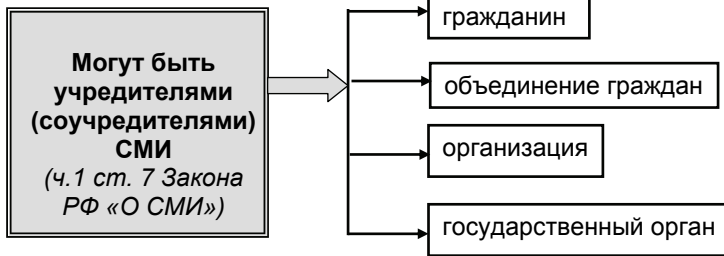 Могут быть
учредителями
(соучредителями)
СМИ
(ч.1 ст. 7 Закона
РФ «О СМИ»)
гражданин
объединение граждан
организация
государственный орган